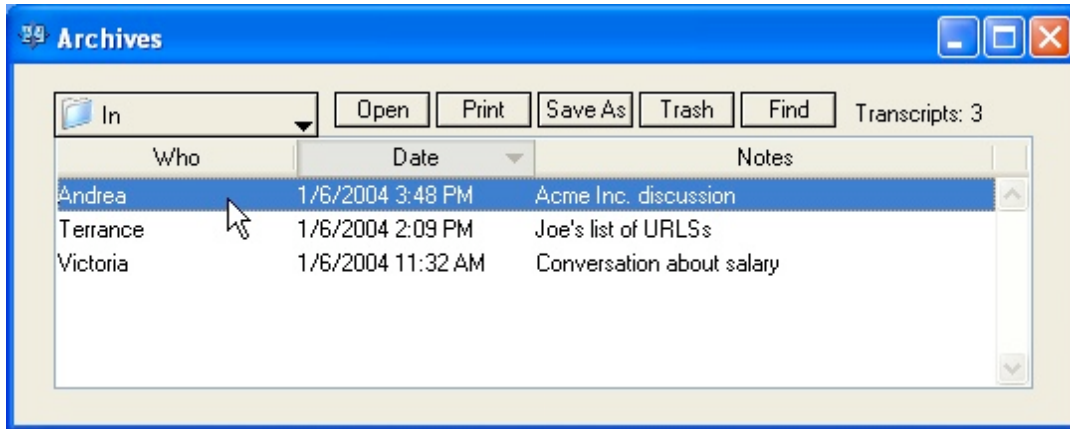 Archives
In Open Print Save As Trash Find Transcripts: 3
Who Date Notes
Andrea 1/6/2004 3:48 PM Acme Inc. discussion
Terrance 1/6/2004 2:09 PM Joe's list of URLSs
Victoria 1/6/2004 11:32 AM Conversation about salary